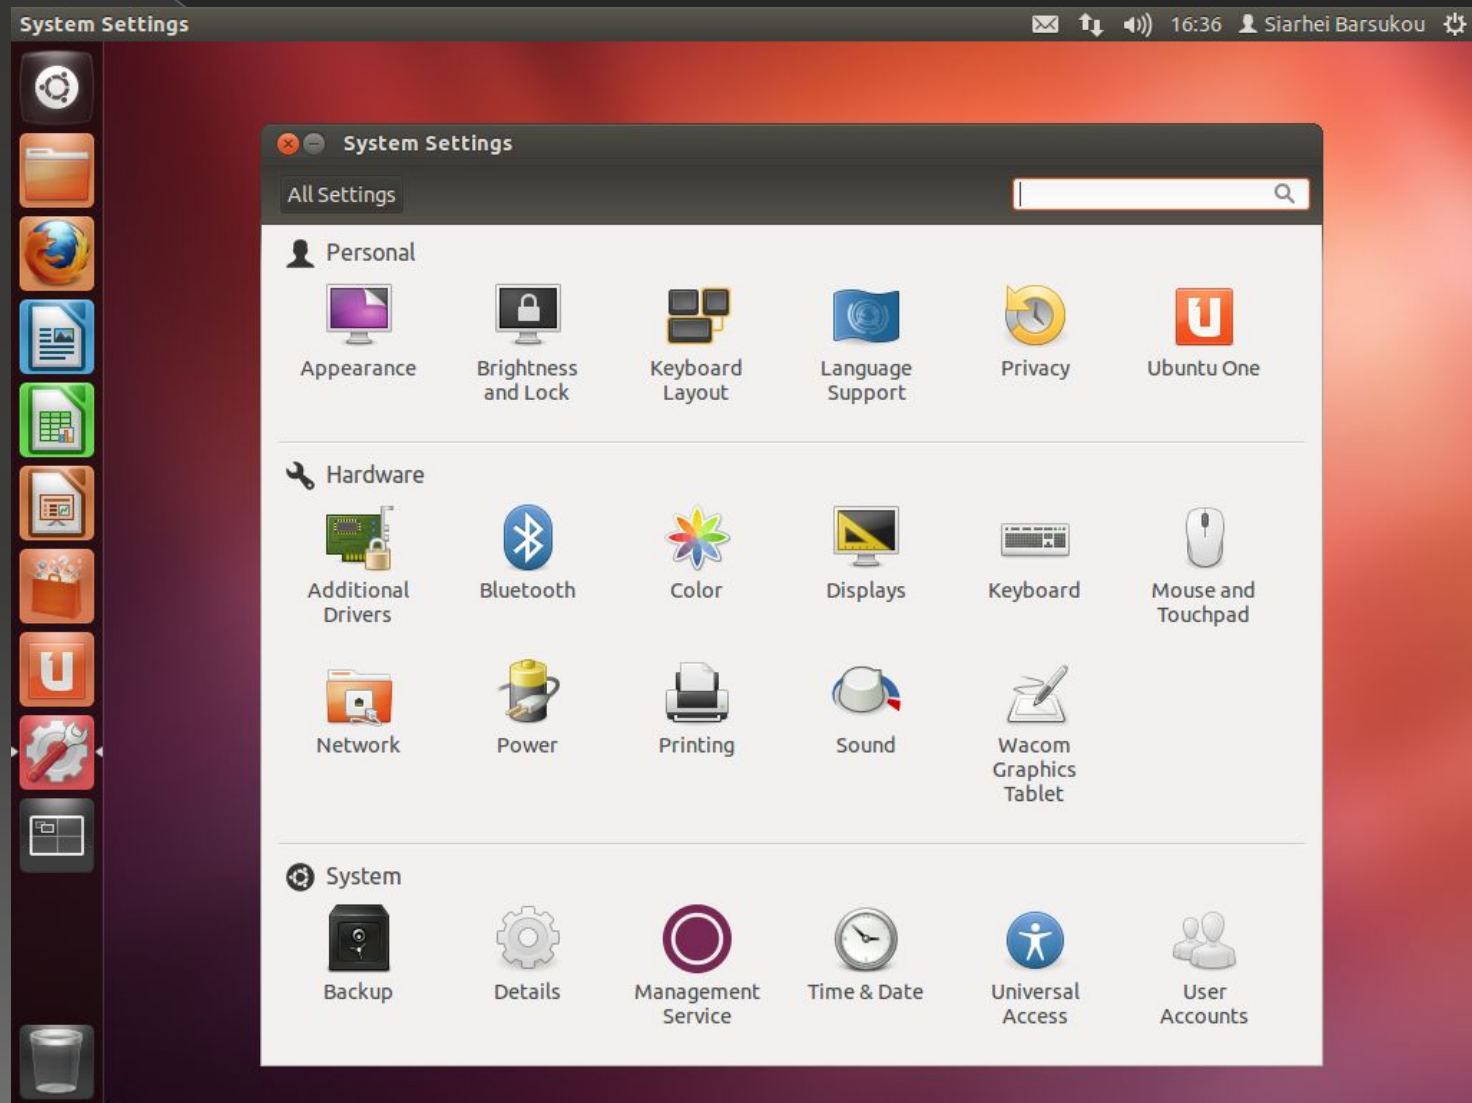 System Settings
16:36 Siarhei Barsukou
System Settings
All Settings
Personal
Appearance
Brightness
and Lock
Keyboard
Layout
Language
Support
Privacy
Ubuntu One
Hardware
Additional
Drivers
Bluetooth
Color
Displays
Keyboard
Mouse and
Touchpad
Network
Power
Printing
Sound
Wacom
Graphics
Tablet
System
Backup
Details
Management
Service
Time & Date
Universal
Access
User
Accounts